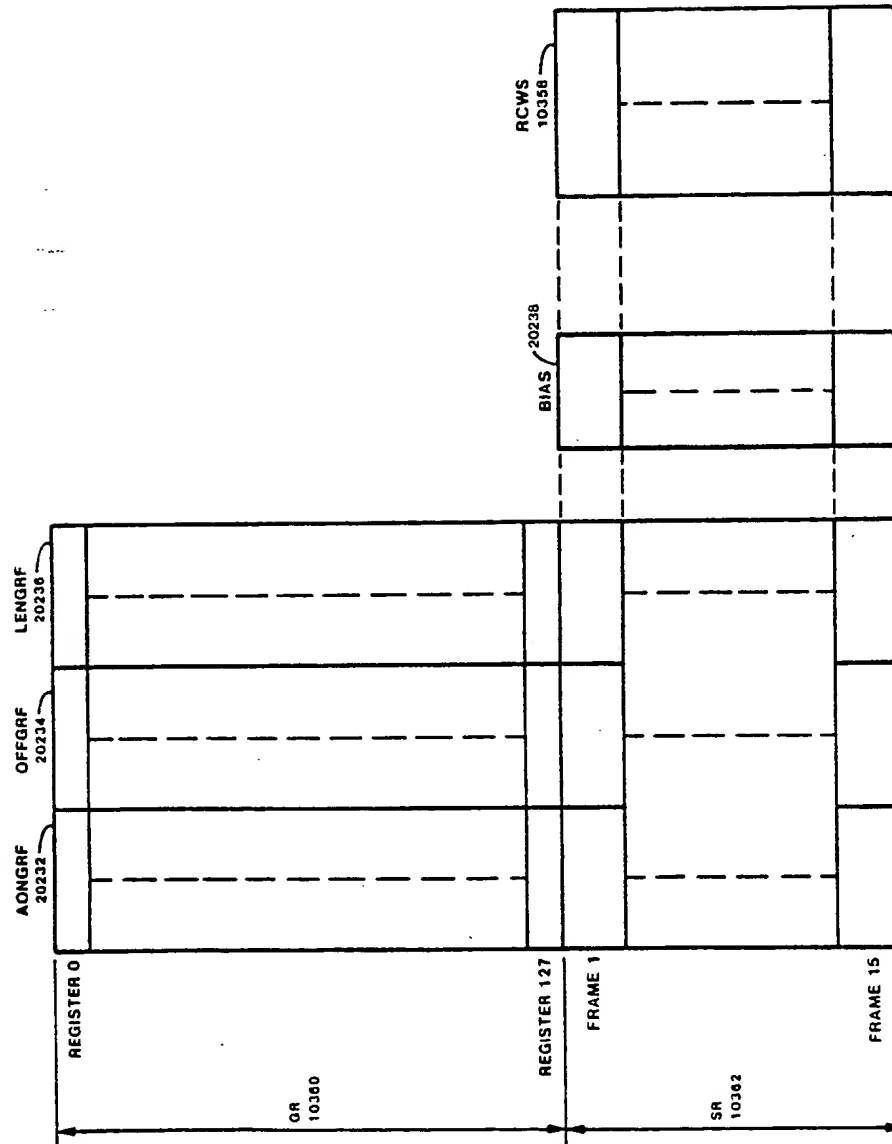 AONGRF
20232
OFFGRF
20234
LENGRF
20236
REGISTER 0
GR
10360
REGISTER 127
BIAS
20238
RCWS
10358
FRAME 1
SR
10362
FRAME 15